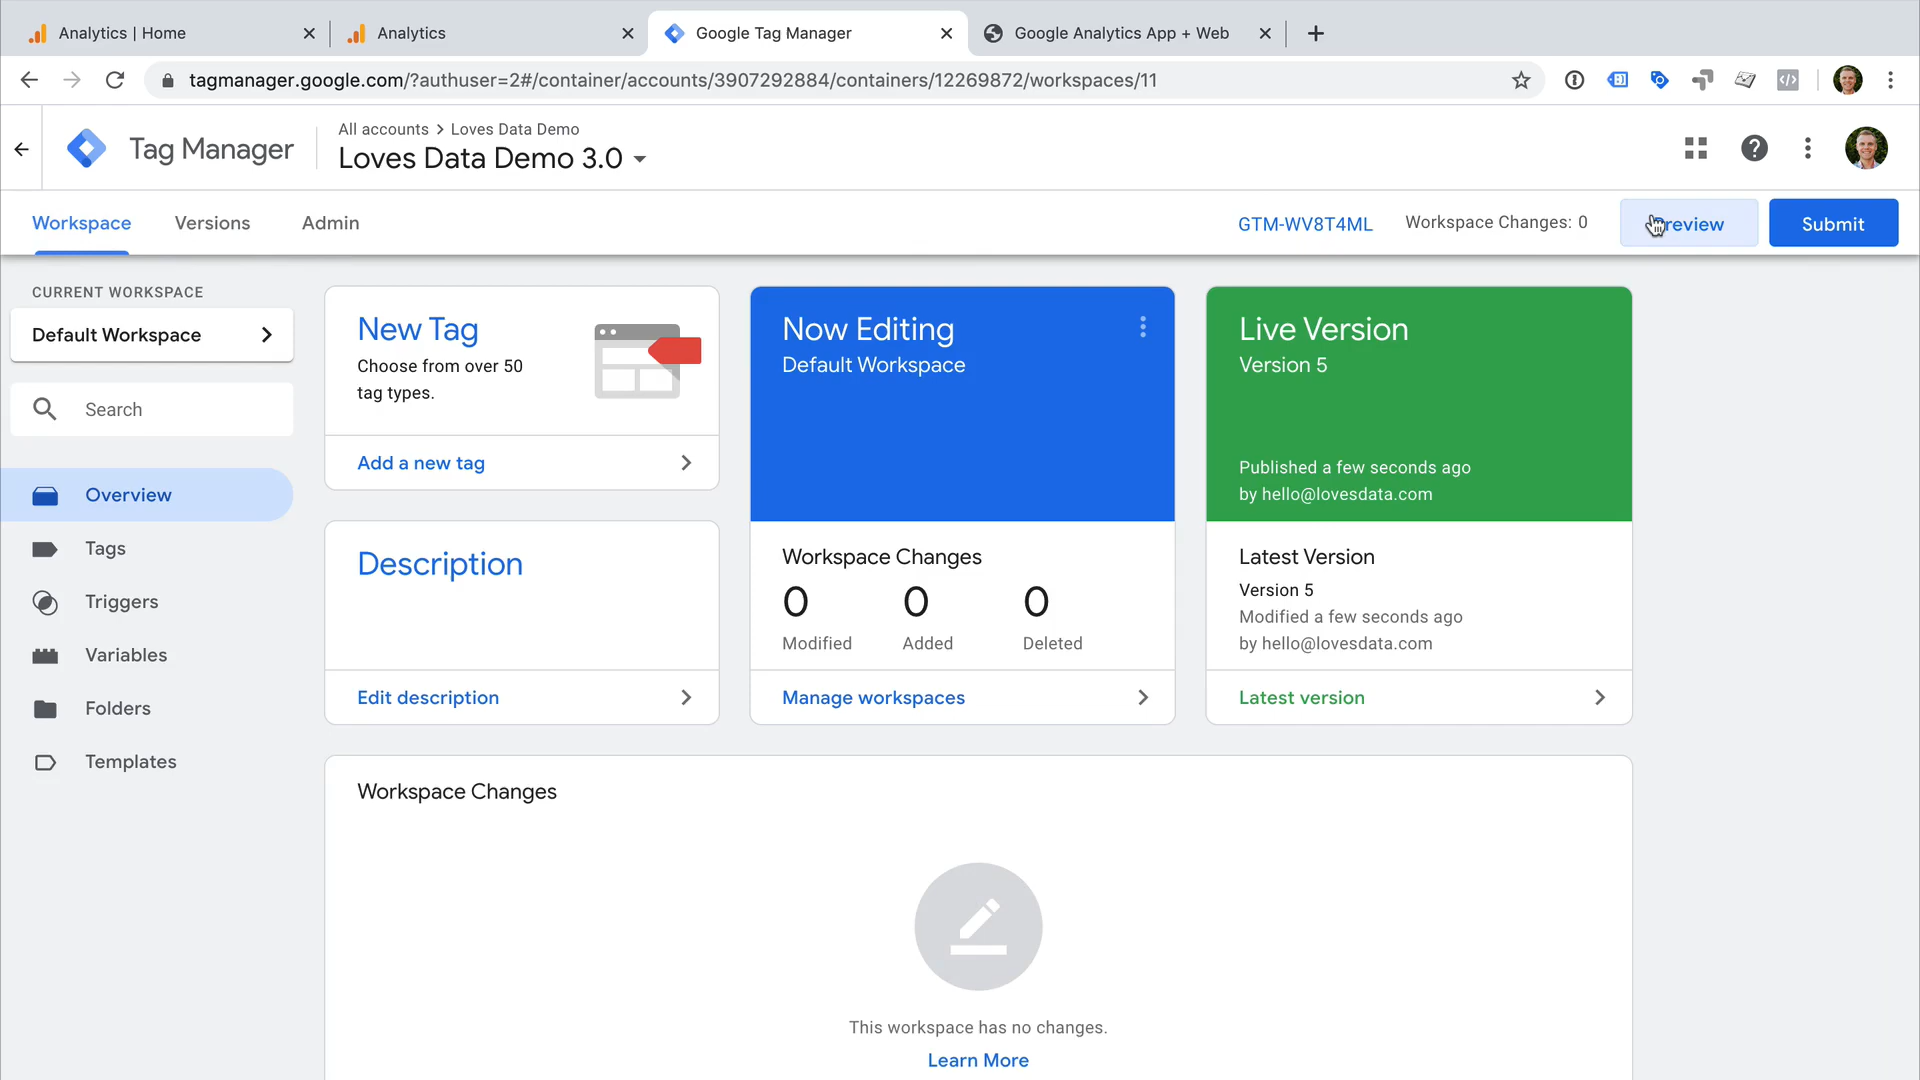 Analytics | Home
Analytics
Google Tag Manager
Google Analytics App + Web
tagmanager.google.com/?authuser=2#/container/accounts/3907292884/containers/12269872/workspaces/11
Tag Manager
All accounts > Loves Data Demo
Loves Data Demo 3.0
Workspace
Versions
Admin
GTM-WV8T4ML
Workspace Changes: 0
Preview
Submit
CURRENT WORKSPACE
Default Workspace
Search
Overview
Tags
Triggers
Variables
Folders
Templates
New Tag
Choose from over 50
tag types.
Add a new tag
Description
Edit description
Now Editing
Default Workspace
Workspace Changes
0 0 0
Modified Added Deleted
Manage workspaces
Live Version
Version 5
Published a few seconds ago
by hello@lovesdata.com
Latest Version
Version 5
Modified a few seconds ago
by hello@lovesdata.com
Latest version
Workspace Changes
This workspace has no changes.
Learn More